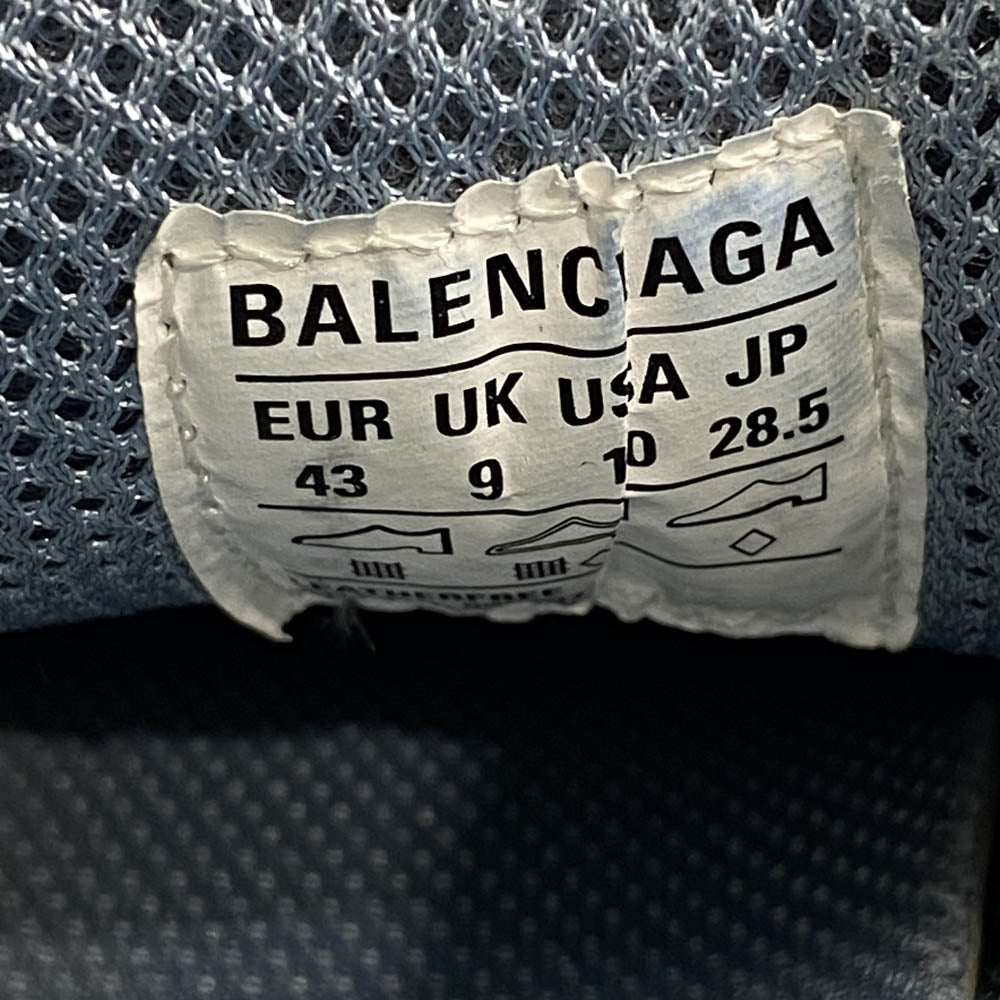 BALENCIAGA
EUR UK USA JP
43 9 10 28.5